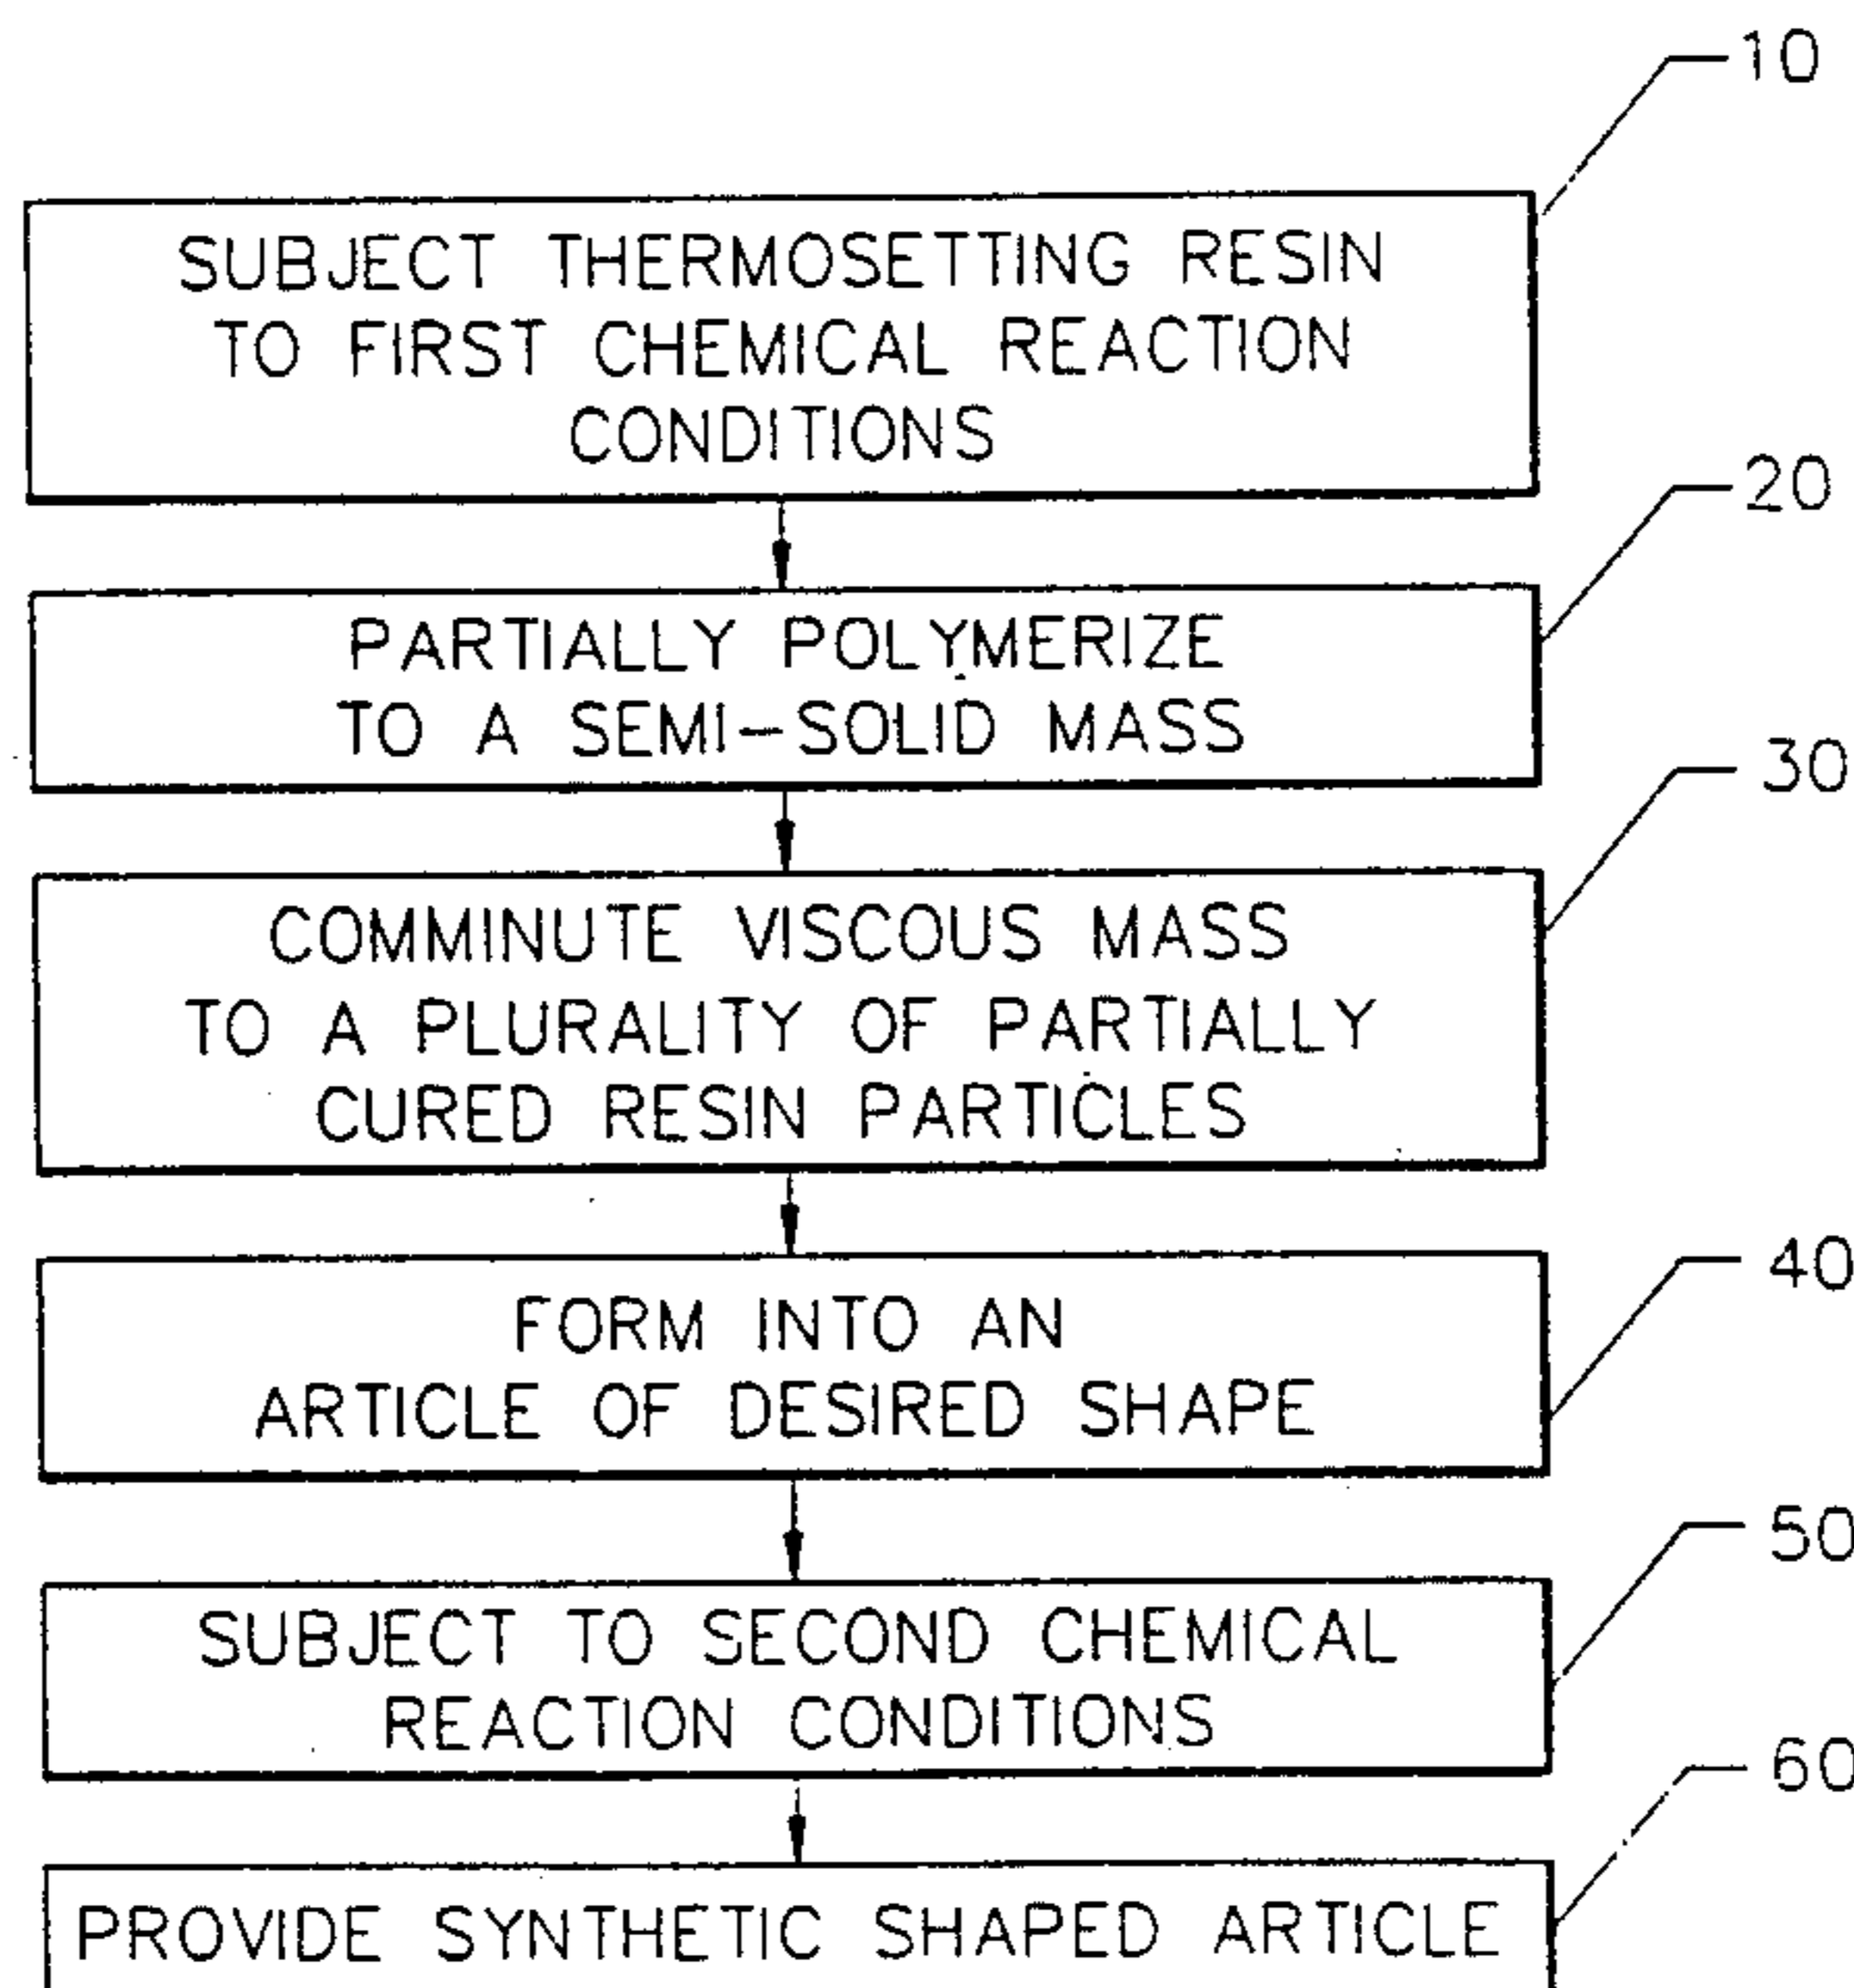 10
SUBJECT THERMOSETTING RESIN
TO FIRST CHEMICAL REACTION
CONDITIONS
20
PARTIALLY POLYMERIZE
TO A SEMI-SOLID MASS
30
COMMINUTE VISCOUS MASS
TO A PLURALITY OF PARTIALLY
CURED RESIN PARTICLES
40
FORM INTO AN
ARTICLE OF DESIRED SHAPE
50
SUBJECT TO SECOND CHEMICAL
REACTION CONDITIONS
60
PROVIDE SYNTHETIC SHAPED ARTICLE